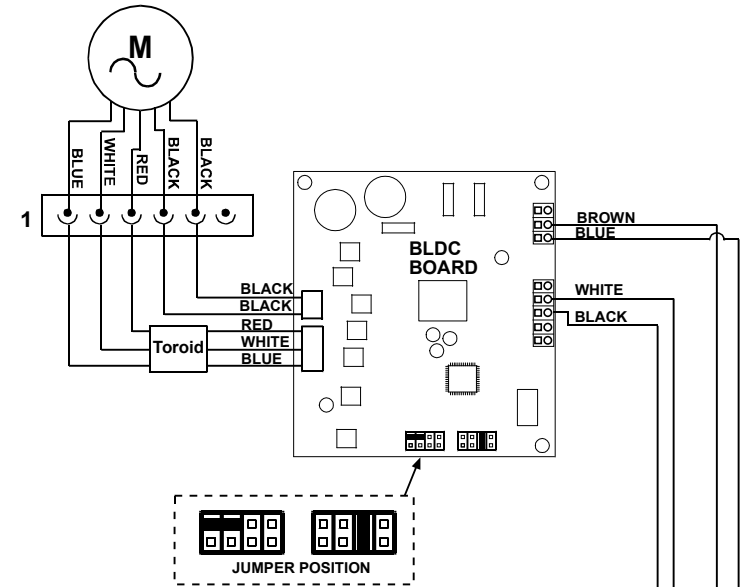 M
BLUE
WHITE
RED
BLACK
BLACK
1
BLDC
BOARD
BROWN
BLUE
WHITE
BLACK
BLACK
BLACK
RED
WHITE
BLUE
Toroid
JUMPER POSITION